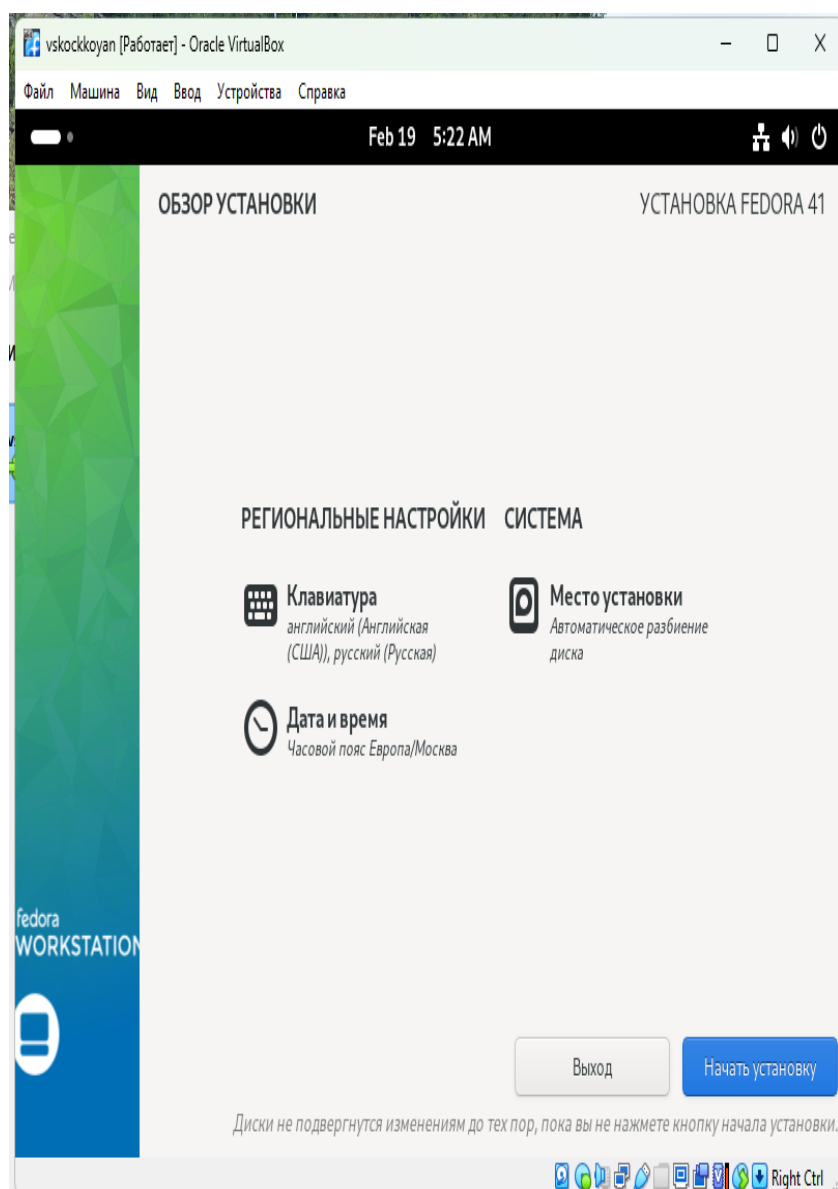 vskockkoyan [Работает] - Oracle VirtualBox
Файл Машина Вид Ввод Устройства Справка
Feb 19 5:22 AM
ОБЗОР УСТАНОВКИ
УСТАНОВКА FEDORA 41
РЕГИОНАЛЬНЫЕ НАСТРОЙКИ
СИСТЕМА
Клавиатура
английский (Английская
(США)), русский (Русская)
Место установки
Автоматическое разбиение
диска
Дата и время
Часовой пояс Европа/Москва
fedora
WORKSTATION
Выход
Начать установку
Диски не подвергнутся изменениям до тех пор, пока вы не нажмете кнопку начала установки.
Right Ctrl